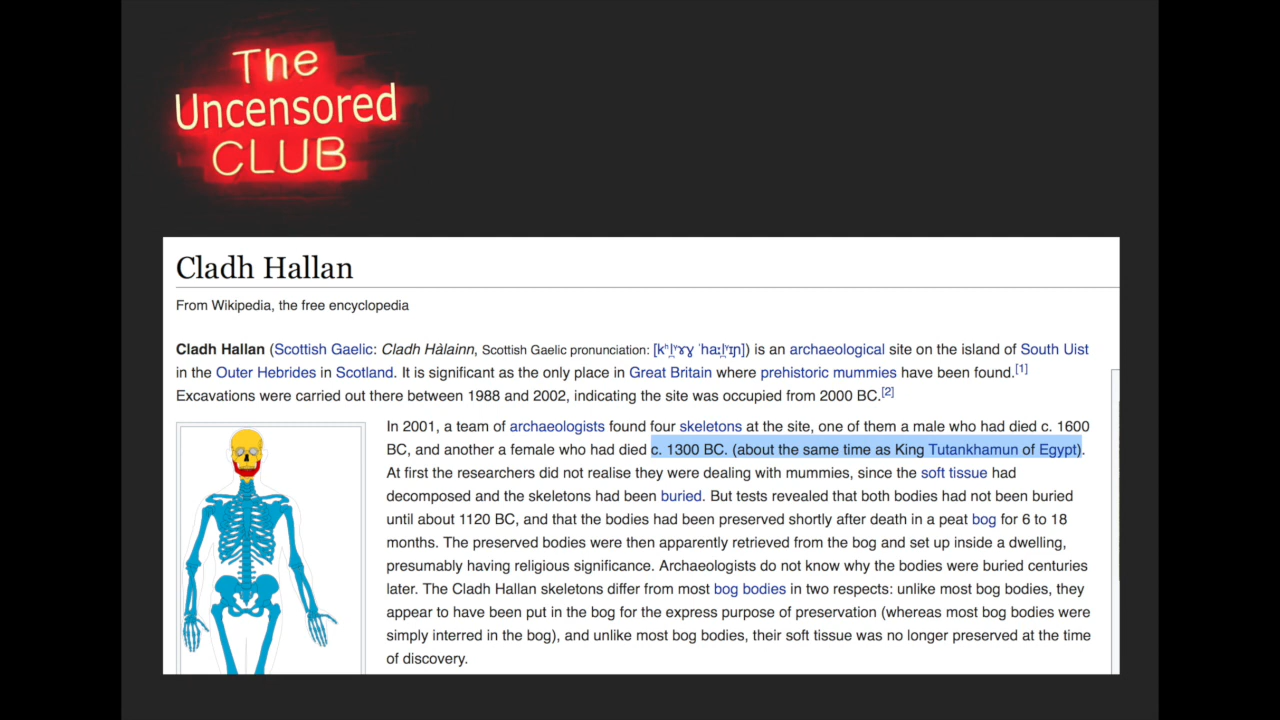 The
Uncensored
CLUB
Cladh Hallan
From Wikipedia, the free encyclopedia
Cladh Hallan (Scottish Gaelic: Cladh Hàlainn, Scottish Gaelic pronunciation: [kʰl̪ˠɤɣ ˈhaːl̪ˠɪɲ]) is an archaeological site on the island of South Uist
in the Outer Hebrides in Scotland. It is significant as the only place in Great Britain where prehistoric mummies have been found.[1]
Excavations were carried out there between 1988 and 2002, indicating the site was occupied from 2000 BC.[2]
In 2001, a team of archaeologists found four skeletons at the site, one of them a male who had died c. 1600
BC, and another a female who had died c. 1300 BC. (about the same time as King Tutankhamun of Egypt).
At first the researchers did not realise they were dealing with mummies, since the soft tissue had
decomposed and the skeletons had been buried. But tests revealed that both bodies had not been buried
until about 1120 BC, and that the bodies had been preserved shortly after death in a peat bog for 6 to 18
months. The preserved bodies were then apparently retrieved from the bog and set up inside a dwelling,
presumably having religious significance. Archaeologists do not know why the bodies were buried centuries
later. The Cladh Hallan skeletons differ from most bog bodies in two respects: unlike most bog bodies, they
appear to have been put in the bog for the express purpose of preservation (whereas most bog bodies were
simply interred in the bog), and unlike most bog bodies, their soft tissue was no longer preserved at the time
of discovery.